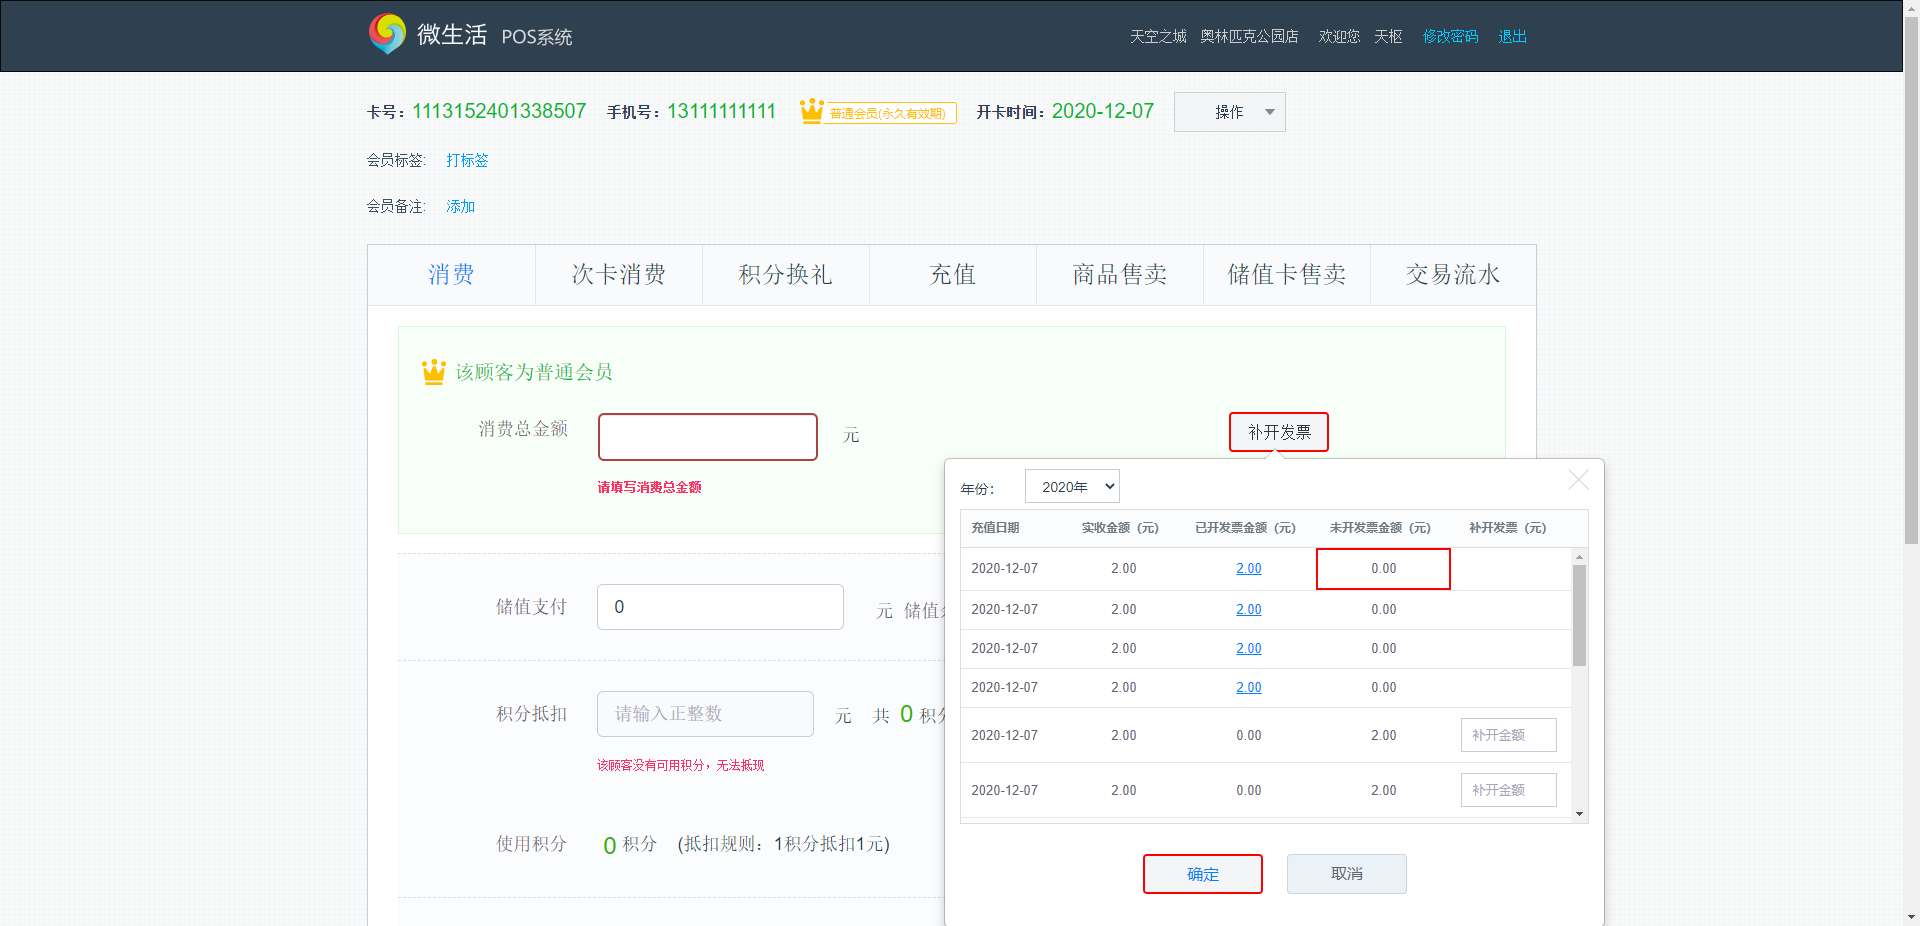 微生活 POS系统
天空之城 奥林匹克公园店 欢迎您 天枢 修改密码 退出
卡号：1113152401338507 手机号：13111111111 普通会员(永久有效期) 开卡时间：2020-12-07 操作
会员标签: 打标签
会员备注: 添加
消费 次卡消费 积分换礼 充值 商品售卖 储值卡售卖 交易流水
该顾客为普通会员
消费总金额 元 补开发票
请填写消费总金额
储值支付 0 元 储值
积分抵扣 请输入正整数 元 共 0 积分
该顾客没有可用积分，无法抵现
使用积分 0 积分 (抵扣规则：1积分抵扣1元)
年份： 2020年
充值日期 实收金额（元） 已开发票金额（元） 未开发票金额（元） 补开发票（元）
2020-12-07 2.00 2.00 0.00
2020-12-07 2.00 2.00 0.00
2020-12-07 2.00 2.00 0.00
2020-12-07 2.00 2.00 0.00
2020-12-07 2.00 0.00 2.00 补开金额
2020-12-07 2.00 0.00 2.00 补开金额
确定 取消